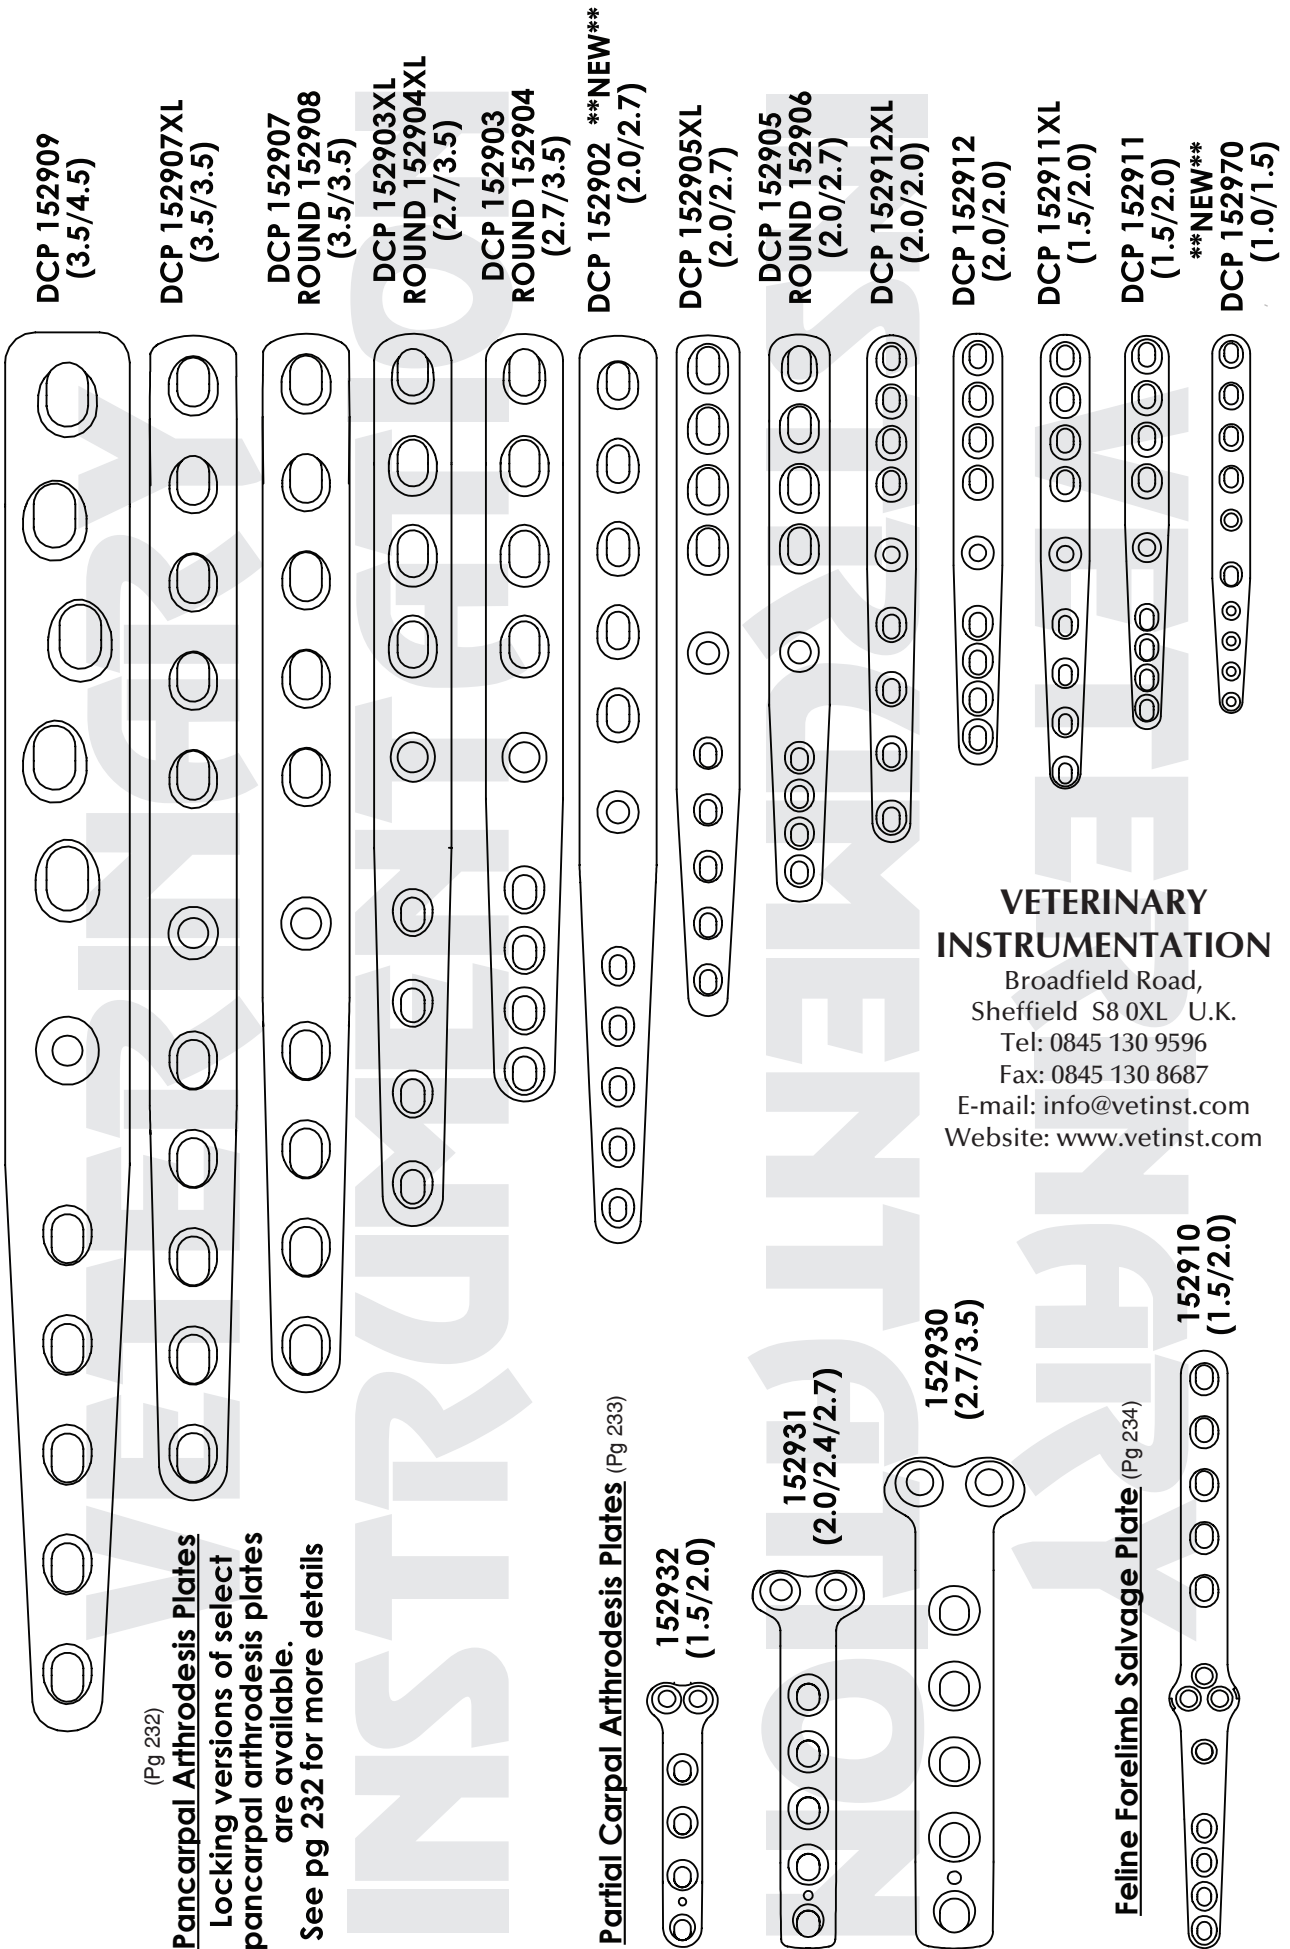 DCP 152909
(3.5/4.5)
DCP 152907XL
(3.5/3.5)
DCP 152907
ROUND 152908
(3.5/3.5)
DCP 152903XL
ROUND 152904XL
(2.7/3.5)
DCP 152903
ROUND 152904
(2.7/3.5)
DCP 152902 **NEW**
(2.0/2.7)
DCP 152905XL
(2.0/2.7)
DCP 152905
ROUND 152906
(2.0/2.7)
DCP 152912XL
(2.0/2.0)
DCP 152912
(2.0/2.0)
DCP 152911XL
(1.5/2.0)
DCP 152911
(1.5/2.0)
**NEW**
DCP 152970
(1.0/1.5)
VETERINARY
INSTRUMENTATION
Broadfield Road,
Sheffield S8 0XL U.K.
Tel: 0845 130 9596
Fax: 0845 130 8687
E-mail: info@vetinst.com
Website: www.vetinst.com
(Pg 232)
Pancarpal Arthrodesis Plates
Locking versions of select
pancarpal arthrodesis plates
are available.
See pg 232 for more details
Partial Carpal Arthrodesis Plates (Pg 233)
152932
(1.5/2.0)
152931
(2.0/2.4/2.7)
152930
(2.7/3.5)
Feline Forelimb Salvage Plate (Pg 234)
152910
(1.5/2.0)
VETERINARY
INSTRUMENTATION
INSTRUMENTATION
VETERINARY